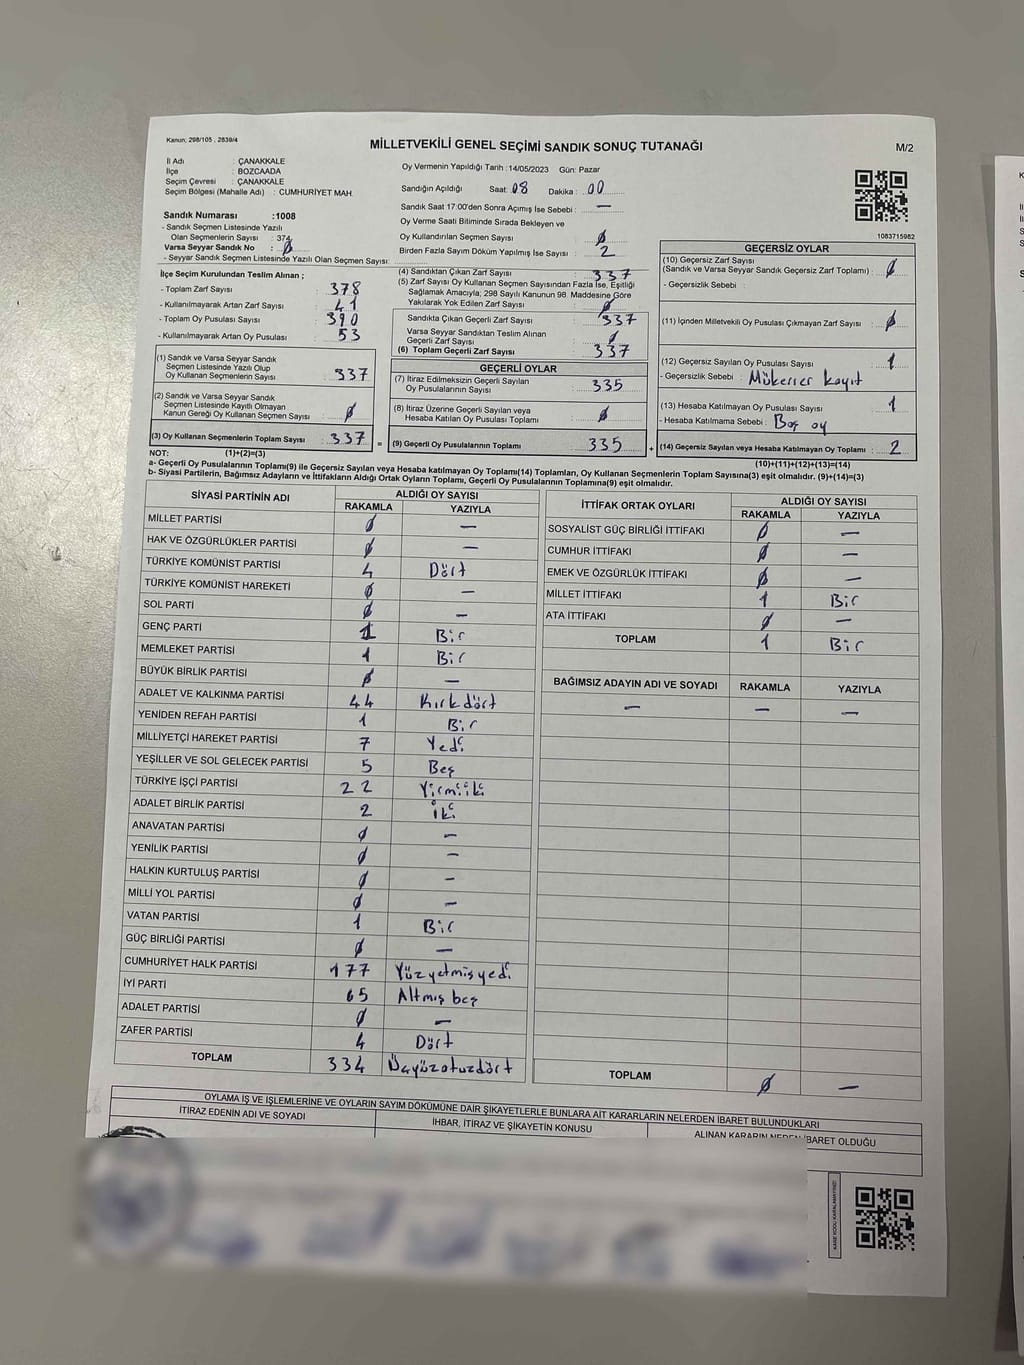 Kanun: 298/105 , 2839/4
MİLLETVEKİLİ GENEL SEÇİMİ SANDIK SONUÇ TUTANAĞI
M/2
İl Adı : ÇANAKKALE
İlçe : BOZCAADA
Seçim Çevresi : ÇANAKKALE
Seçim Bölgesi (Mahalle Adı) : CUMHURİYET MAH.
Oy Vermenin Yapıldığı Tarih :14/05/2023 Gün: Pazar
Sandığın Açıldığı Saat: 08 Dakika : 00
Sandık Saat 17:00'den Sonra Açımış İse Sebebi : —
Oy Verme Saati Bitiminde Sırada Bekleyen ve
Oy Kullandırılan Seçmen Sayısı : 0
Birden Fazla Sayım Döküm Yapılmış İse Sayısı : 2
Sandık Numarası :1008
- Sandık Seçmen Listesinde Yazılı
Olan Seçmenlerin Sayısı : 374
Varsa Seyyar Sandık No : 0
- Seyyar Sandık Seçmen Listesinde Yazılı Olan Seçmen Sayısı:
İlçe Seçim Kurulundan Teslim Alınan ;
- Toplam Zarf Sayısı : 378
- Kullanılmayarak Artan Zarf Sayısı : 41
- Toplam Oy Pusulası Sayısı : 390
- Kullanılmayarak Artan Oy Pusulası : 53
(1) Sandık ve Varsa Seyyar Sandık
Seçmen Listesinde Yazılı Olup
Oy Kullanan Seçmenlerin Sayısı : 337
(2) Sandık ve Varsa Seyyar Sandık
Seçmen Listesinde Kayıtlı Olmayan
Kanun Gereği Oy Kullanan Seçmen Sayısı : 0
(3) Oy Kullanan Seçmenlerin Toplam Sayısı : 337 =
(4) Sandıktan Çıkan Zarf Sayısı : 337
(5) Zarf Sayısı Oy Kullanan Seçmen Sayısından Fazla İse, Eşitliği
Sağlamak Amacıyla; 298 Sayılı Kanunun 98. Maddesine Göre
Yakılarak Yok Edilen Zarf Sayısı : 0
Sandıkta Çıkan Geçerli Zarf Sayısı : 337
Varsa Seyyar Sandıktan Teslim Alınan
Geçerli Zarf Sayısı : 0
(6) Toplam Geçerli Zarf Sayısı : 337
GEÇERLİ OYLAR
(7) İtiraz Edilmeksizin Geçerli Sayılan
Oy Pusulalarının Sayısı : 335
(8) İtiraz Üzerine Geçerli Sayılan veya
Hesaba Katılan Oy Pusulası Toplamı : 0
(9) Geçerli Oy Pusulalarının Toplamı : 335 +
1083715982
GEÇERSİZ OYLAR
(10) Geçersiz Zarf Sayısı
(Sandık ve Varsa Seyyar Sandık Geçersiz Zarf Toplamı) : 0
- Geçersizlik Sebebi :
(11) İçinden Milletvekili Oy Pusulası Çıkmayan Zarf Sayısı : 0
(12) Geçersiz Sayılan Oy Pusulası Sayısı : 1
- Geçersizlik Sebebi : Mükerrer kayıt
(13) Hesaba Katılmayan Oy Pusulası Sayısı : 1
- Hesaba Katılmama Sebebi : Boş oy
(14) Geçersiz Sayılan veya Hesaba Katılmayan Oy Toplamı : 2
NOT: (1)+(2)=(3)
(10)+(11)+(12)+(13)=(14)
a- Geçerli Oy Pusulalarının Toplamı(9) ile Geçersiz Sayılan veya Hesaba katılmayan Oy Toplamı(14) Toplamları, Oy Kullanan Seçmenlerin Toplam Sayısına(3) eşit olmalıdır. (9)+(14)=(3)
b- Siyasi Partilerin, Bağımsız Adayların ve İttifakların Aldığı Ortak Oyların Toplamı, Geçerli Oy Pusulalarının Toplamına(9) eşit olmalıdır.
SİYASİ PARTİNİN ADI ALDIĞI OY SAYISI
RAKAMLA YAZIYLA
MİLLET PARTİSİ 0 —
HAK VE ÖZGÜRLÜKLER PARTİSİ 0 —
TÜRKİYE KOMÜNİST PARTİSİ 4 Dört
TÜRKİYE KOMÜNİST HAREKETİ 0 —
SOL PARTİ 0 —
GENÇ PARTİ 1 Bir
MEMLEKET PARTİSİ 1 Bir
BÜYÜK BİRLİK PARTİSİ 0 —
ADALET VE KALKINMA PARTİSİ 44 Kırkdört
YENİDEN REFAH PARTİSİ 1 Bir
MİLLİYETÇİ HAREKET PARTİSİ 7 Yedi
YEŞİLLER VE SOL GELECEK PARTİSİ 5 Beş
TÜRKİYE İŞÇİ PARTİSİ 22 Yirmiiki
ADALET BİRLİK PARTİSİ 2 İki
ANAVATAN PARTİSİ 0 —
YENİLİK PARTİSİ 0 —
HALKIN KURTULUŞ PARTİSİ 0 —
MİLLİ YOL PARTİSİ 0 —
VATAN PARTİSİ 1 Bir
GÜÇ BİRLİĞİ PARTİSİ 0 —
CUMHURİYET HALK PARTİSİ 177 Yüzyetmişyedi
İYİ PARTİ 65 Altmış beş
ADALET PARTİSİ 0 —
ZAFER PARTİSİ 4 Dört
TOPLAM 334 Üçyüzotuzdört
İTTİFAK ORTAK OYLARI ALDIĞI OY SAYISI
RAKAMLA YAZIYLA
SOSYALİST GÜÇ BİRLİĞİ İTTİFAKI 0 —
CUMHUR İTTİFAKI 0 —
EMEK VE ÖZGÜRLÜK İTTİFAKI 0 —
MİLLET İTTİFAKI 1 Bir
ATA İTTİFAKI 0 —
TOPLAM 1 Bir
BAĞIMSIZ ADAYIN ADI VE SOYADI RAKAMLA YAZIYLA
— — —
TOPLAM 0 —
OYLAMA İŞ VE İŞLEMLERİNE VE OYLARIN SAYIM DÖKÜMÜNE DAİR ŞİKAYETLERLE BUNLARA AİT KARARLARIN NELERDEN İBARET BULUNDUKLARI
İTİRAZ EDENİN ADI VE SOYADI İHBAR, İTİRAZ VE ŞİKAYETİN KONUSU ALINAN KARARIN NEDEN İBARET OLDUĞU
KARE KODU KARALAMAYINIZ!